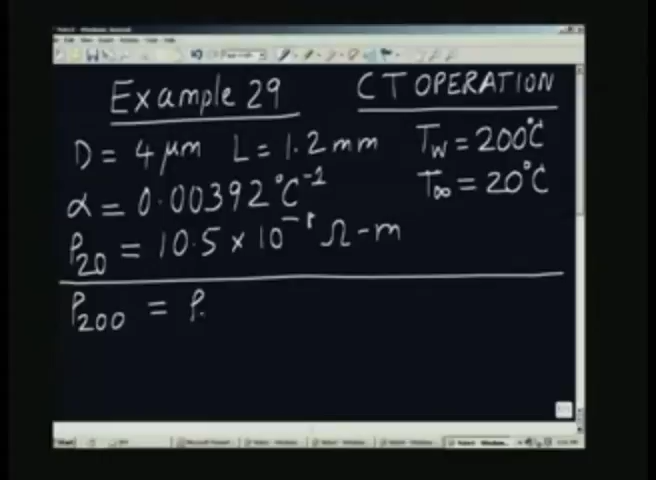 Example 29 CT OPERATION
D = 4 μm L = 1.2 mm T_W = 200°C
α = 0.00392 °C⁻¹ T_∞ = 20°C
ρ_20 = 10.5 × 10⁻ Ω-m
ρ_200 = ρ